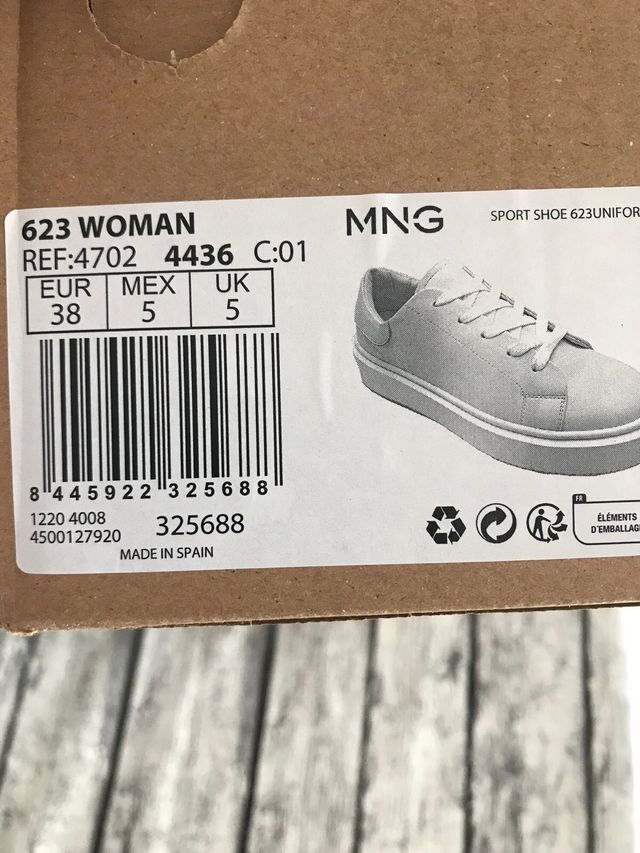 623 WOMAN
REF:4702 4436 C:01
EUR MEX UK
38 5 5
8 445922 325688
1220 4008
4500127920
325688
MADE IN SPAIN
MNG
SPORT SHOE 623UNIFOR
FR
ÉLÉMENTS
D'EMBALLAG